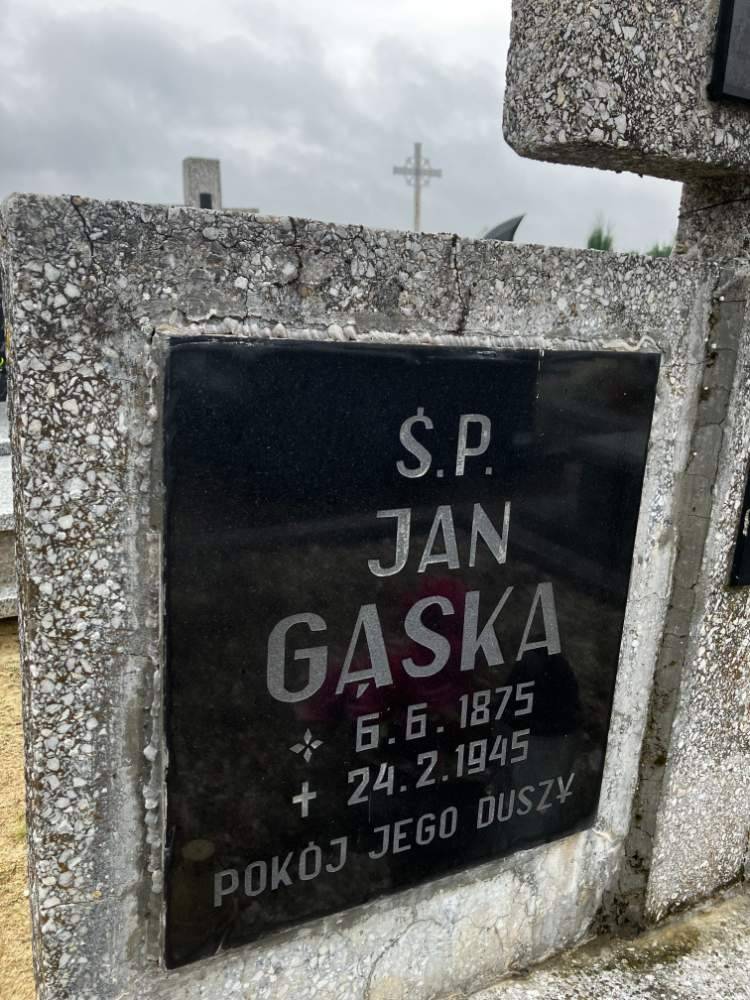 Ś.P.
JAN
GĄSKA
6.6.1875
24.2.1945
POKÓJ JEGO DUSZY